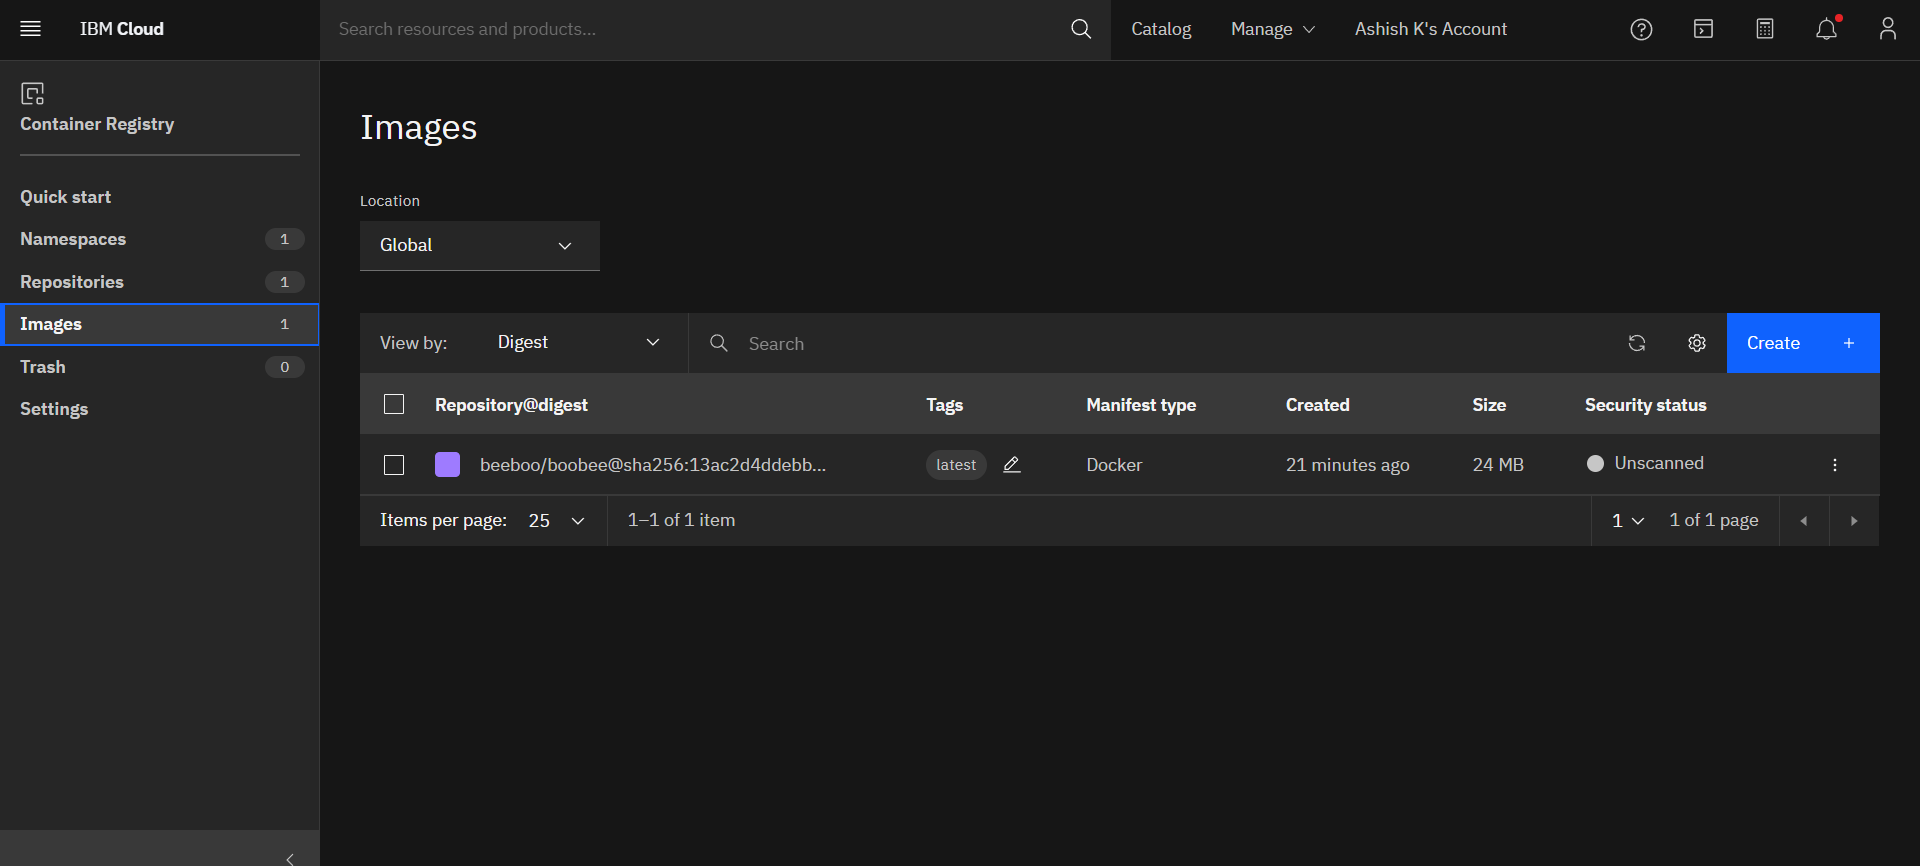 IBM Cloud
Search resources and products...
Catalog
Manage
Ashish K's Account
Container Registry
Quick start
Namespaces 1
Repositories 1
Images 1
Trash 0
Settings
Images
Location
Global
View by: Digest
Search
Create +
Repository@digest Tags Manifest type Created Size Security status
beeboo/boobee@sha256:13ac2d4ddebb... latest Docker 21 minutes ago 24 MB Unscanned
Items per page: 25 1–1 of 1 item 1 1 of 1 page